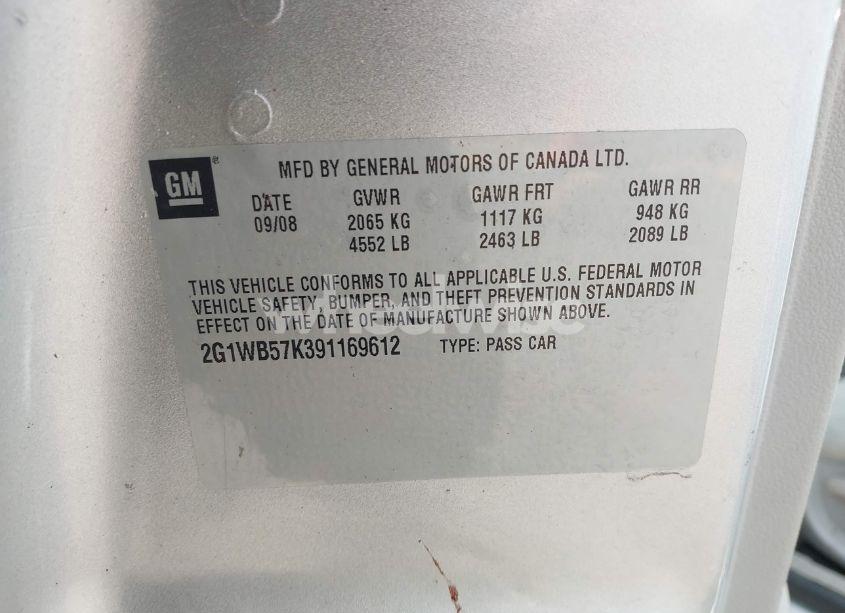 GM
®
MFD BY GENERAL MOTORS OF CANADA LTD.
DATE GVWR GAWR FRT GAWR RR
09/08 2065 KG 1117 KG 948 KG
4552 LB 2463 LB 2089 LB
THIS VEHICLE CONFORMS TO ALL APPLICABLE U.S. FEDERAL MOTOR
VEHICLE SAFETY, BUMPER, AND THEFT PREVENTION STANDARDS IN
EFFECT ON THE DATE OF MANUFACTURE SHOWN ABOVE.
2G1WB57K391169612 TYPE: PASS CAR